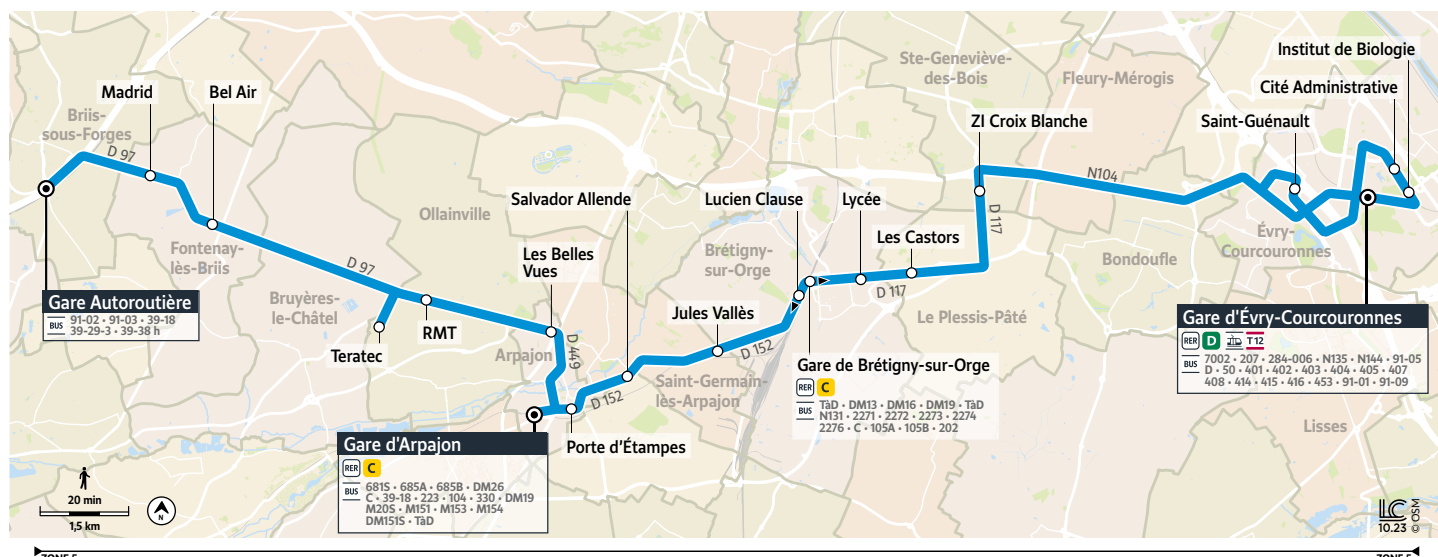 Institut de Biologie
Ste-Geneviève-
des-Bois
Fleury-Mérogis
Cité Administrative
Madrid
Bel Air
Briis-
sous-Forges
ZI Croix Blanche
Saint-Guénault
D 97
N104
Salvador Allende
Lucien Clause
Lycée
Ollainville
D 117
Les Castors
Évry-
Courcouronnes
Fontenay-
lès-Briis
Les Belles
Vues
Brétigny-
sur-Orge
Bondoufle
D 97
D 117
Gare Autoroutière
BUS
91-02 • 91-03 • 39-18
39-29-3 • 39-38 h
Bruyères-
le-Châtel
RMT
Teratec
Arpajon
D 449
Jules Vallès
D 152
Le Plessis-Pâté
Gare d'Évry-Courcouronnes
RER D T12
BUS
7002 • 207 • 284-006 • N135 • N144 • 91-05
D • 50 • 401 • 402 • 403 • 404 • 405 • 407
408 • 414 • 415 • 416 • 453 • 91-01 • 91-09
Gare de Brétigny-sur-Orge
RER C
BUS
TàD • DM13 • DM16 • DM19 • TàD
N131 • 2271 • 2272 • 2273 • 2274
2276 • C • 105A • 105B • 202
Saint-Germain-
lès-Arpajon
D 152
Porte d'Étampes
Lisses
Gare d'Arpajon
RER C
BUS
681S • 685A • 685B • DM26
C • 39-18 • 223 • 104 • 330 • DM19
M20S • M151 • M153 • M154
DM151S • TàD
20 min
1,5 km
N
LC
10.23
© OSM
ZONE 5
ZONE 5